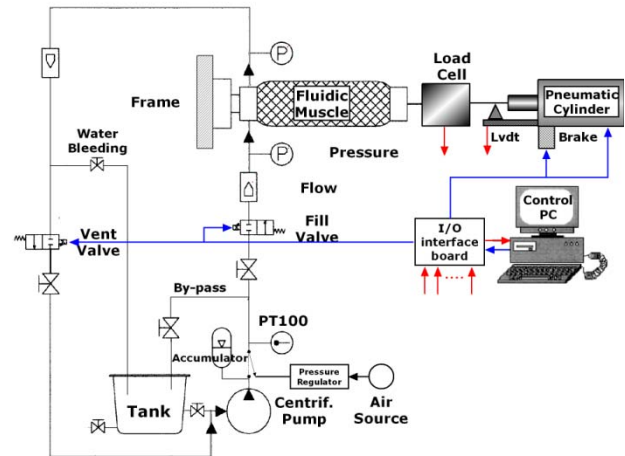 P
Load
Cell
Pneumatic
Cylinder
Fluidic
Muscle
Frame
Lvdt
Brake
Water
Bleeding
P
Pressure
Flow
Control
PC
Vent
Valve
Fill
Valve
I/O
interface
board
By-pass
PT100
Accumulator
Pressure
Regulator
Tank
Centrif.
Pump
Air
Source